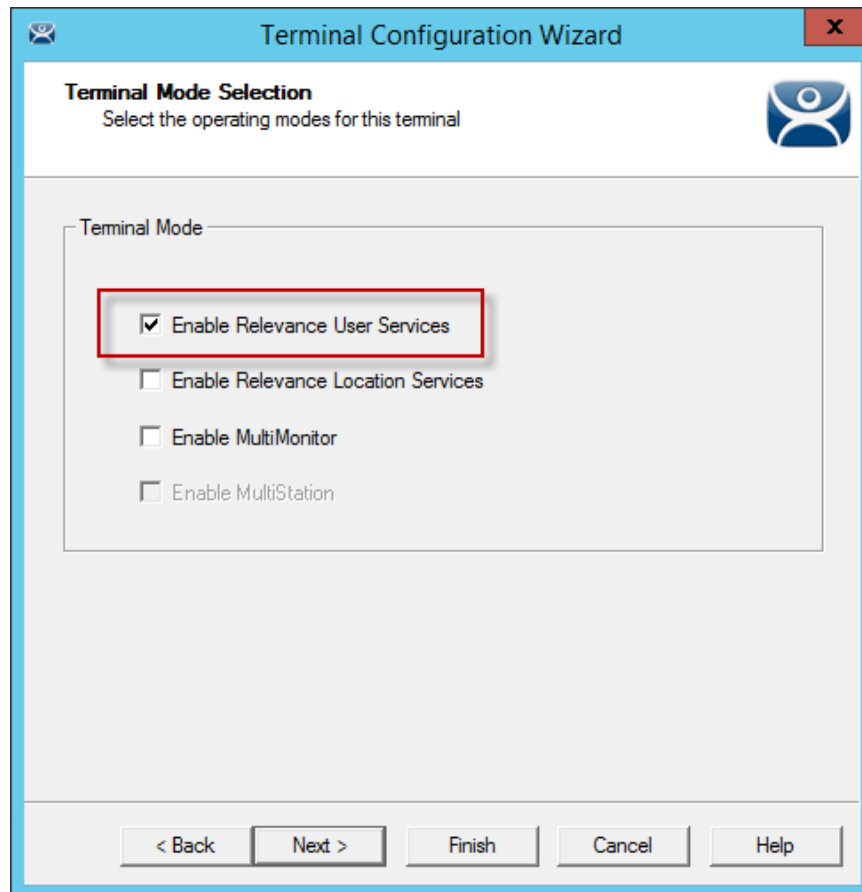 Terminal Configuration Wizard
x
Terminal Mode Selection
Select the operating modes for this terminal
Terminal Mode
Enable Relevance User Services
Enable Relevance Location Services
Enable MultiMonitor
Enable MultiStation
< Back Next > Finish Cancel Help